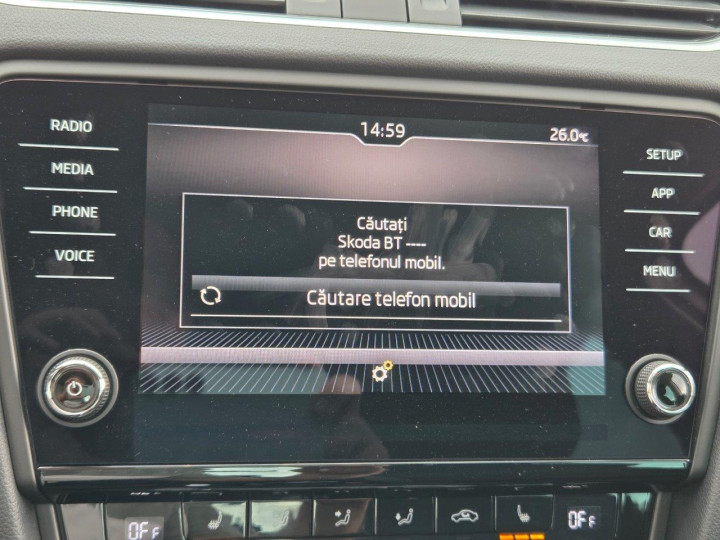 14:59
26.0°C
RADIO
MEDIA
PHONE
VOICE
SETUP
APP
CAR
MENU
Căutați
Skoda BT ----
pe telefonul mobil.
Căutare telefon mobil
OFF
OFF